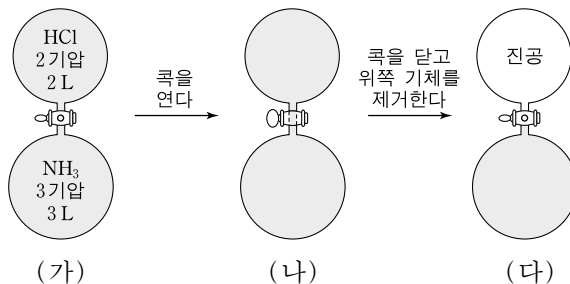 HCl
2기압
2 L
NH₃
3기압
3 L
콕을
연다
콕을 닫고
위쪽 기체를
제거한다
진공
(가)
(나)
(다)